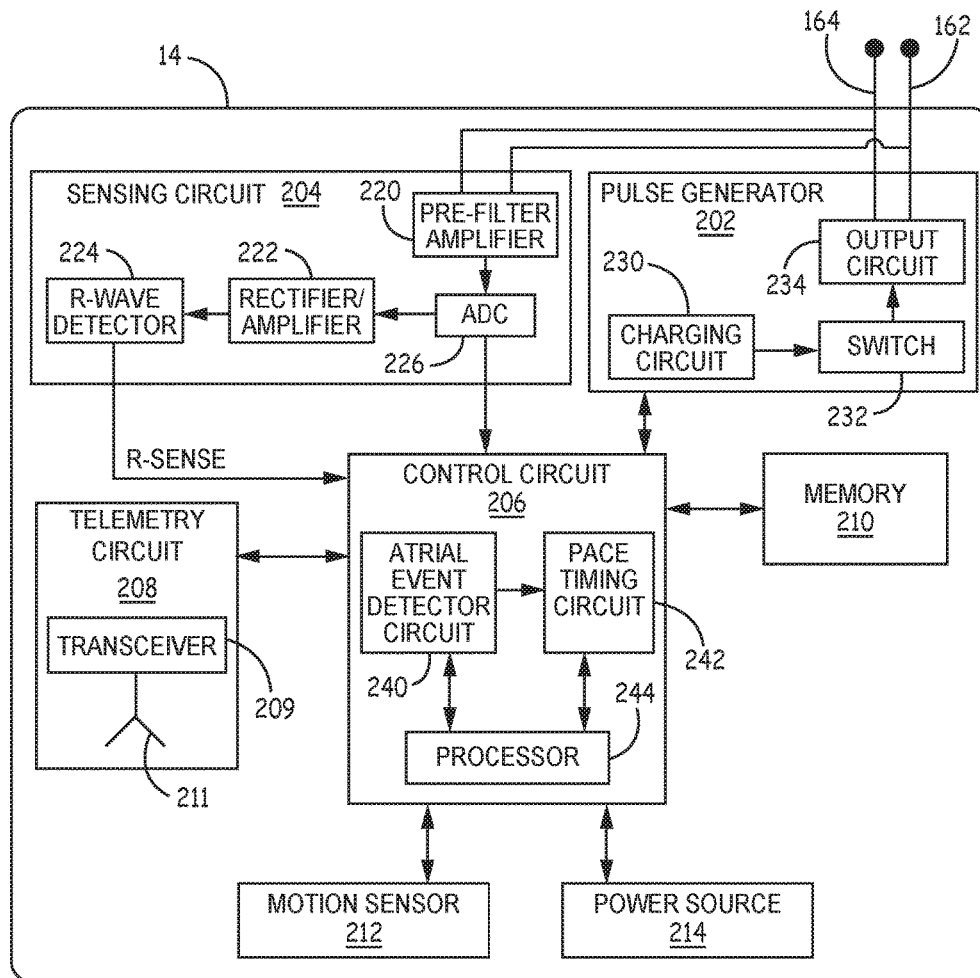 164
162
14
SENSING CIRCUIT 204
220
PRE-FILTER
AMPLIFIER
PULSE GENERATOR
202
224
222
230
234
OUTPUT
CIRCUIT
R-WAVE
DETECTOR
RECTIFIER/
AMPLIFIER
ADC
226
CHARGING
CIRCUIT
SWITCH
232
R-SENSE
CONTROL CIRCUIT
206
MEMORY
210
TELEMETRY
CIRCUIT
208
TRANSCEIVER
209
211
ATRIAL
EVENT
DETECTOR
CIRCUIT
240
PACE
TIMING
CIRCUIT
242
244
PROCESSOR
MOTION SENSOR
212
POWER SOURCE
214